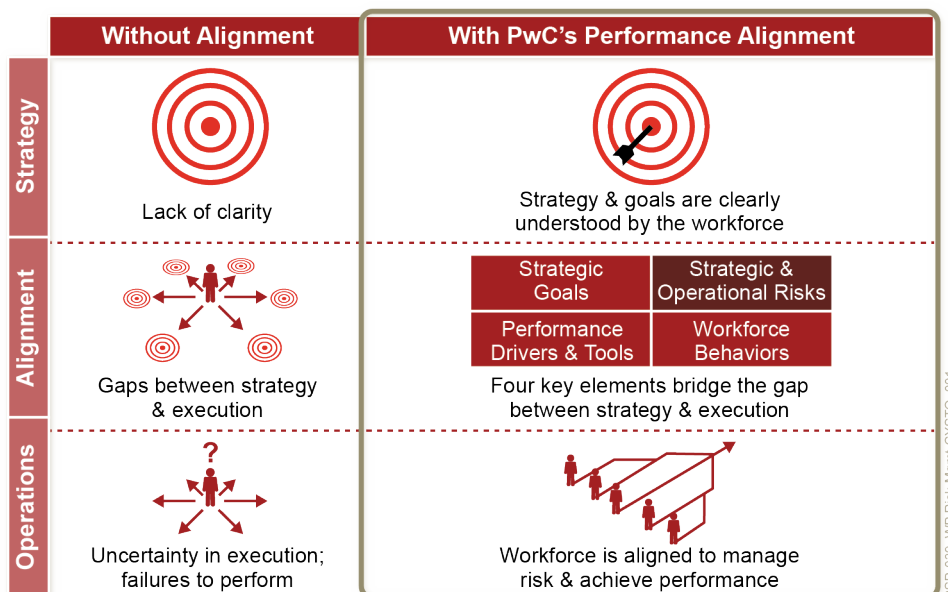 Without Alignment
With PwC's Performance Alignment
Strategy
Lack of clarity
Strategy & goals are clearly
understood by the workforce
Alignment
Gaps between strategy
& execution
Strategic
Goals
Strategic &
Operational Risks
Performance
Drivers & Tools
Workforce
Behaviors
Four key elements bridge the gap
between strategy & execution
Operations
?
Uncertainty in execution;
failures to perform
Workforce is aligned to manage
risk & achieve performance